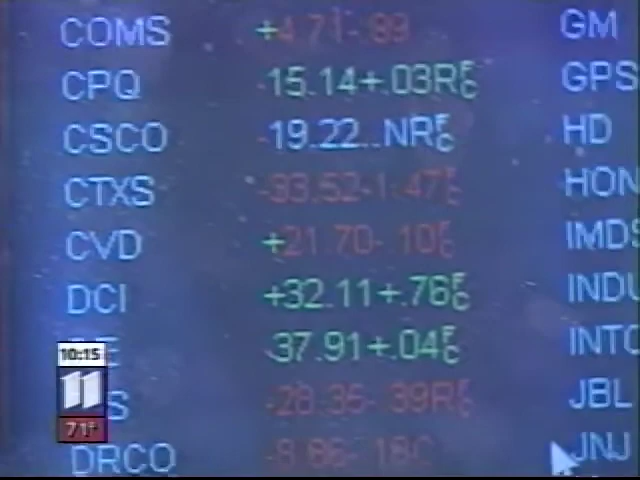 COMS +4.71-.89 GM
CPQ -15.14+.03R GPS
CSCO -19.22..NR HD
CTXS -33.52-1.47 HON
CVD +21.70-.10 IMDS
DCI +32.11+.76 INDU
E -37.91+.04 INTC
S -28.35-.39R JBL
DRCO JNJ
10:15
11
71°